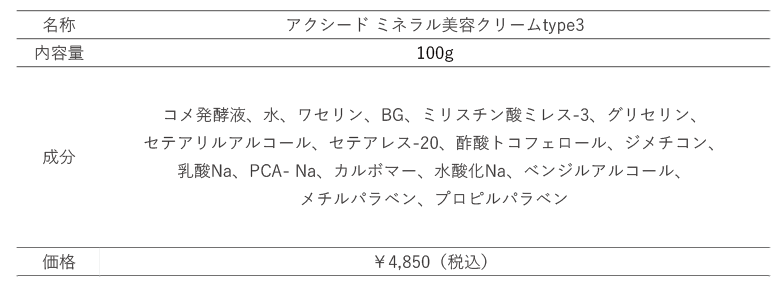 名称 アクシード ミネラル美容クリームtype3
内容量 100g
コメ発酵液、水、ワセリン、BG、ミリスチン酸ミレス-3、グリセリン、
セテアリルアルコール、セテアレス-20、酢酸トコフェロール、ジメチコン、
成分
乳酸Na、PCA- Na、カルボマー、水酸化Na、ベンジルアルコール、
メチルパラベン、プロピルパラベン
価格 ￥4,850（税込）